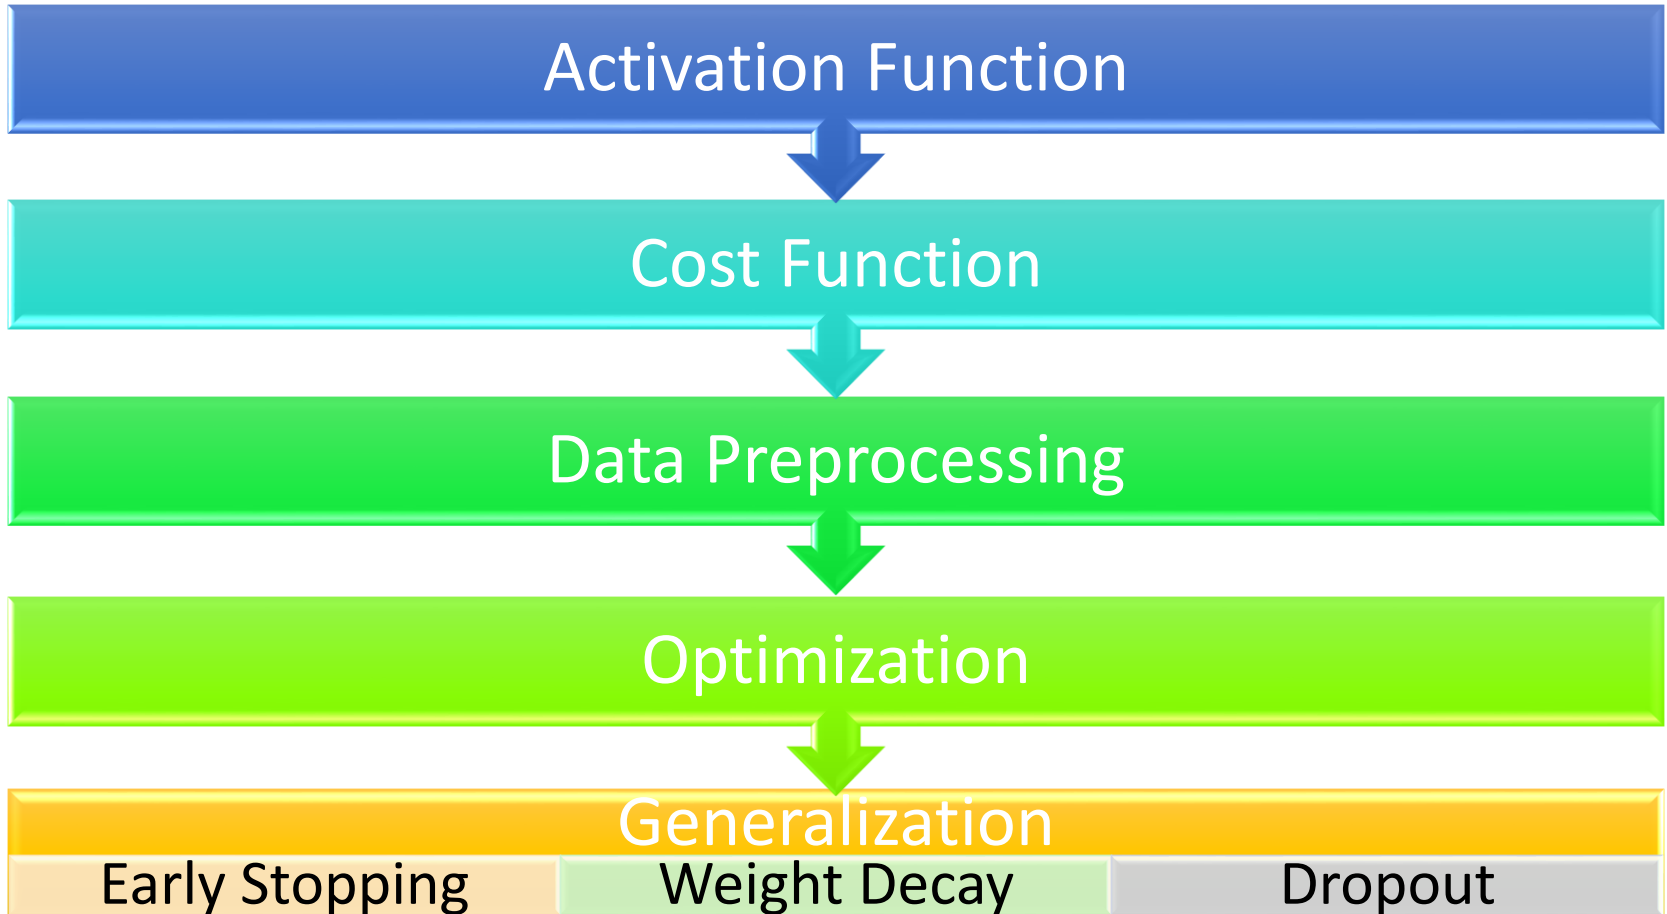 Activation Function
Cost Function
Data Preprocessing
Optimization
Generalization
Early Stopping
Weight Decay
Dropout